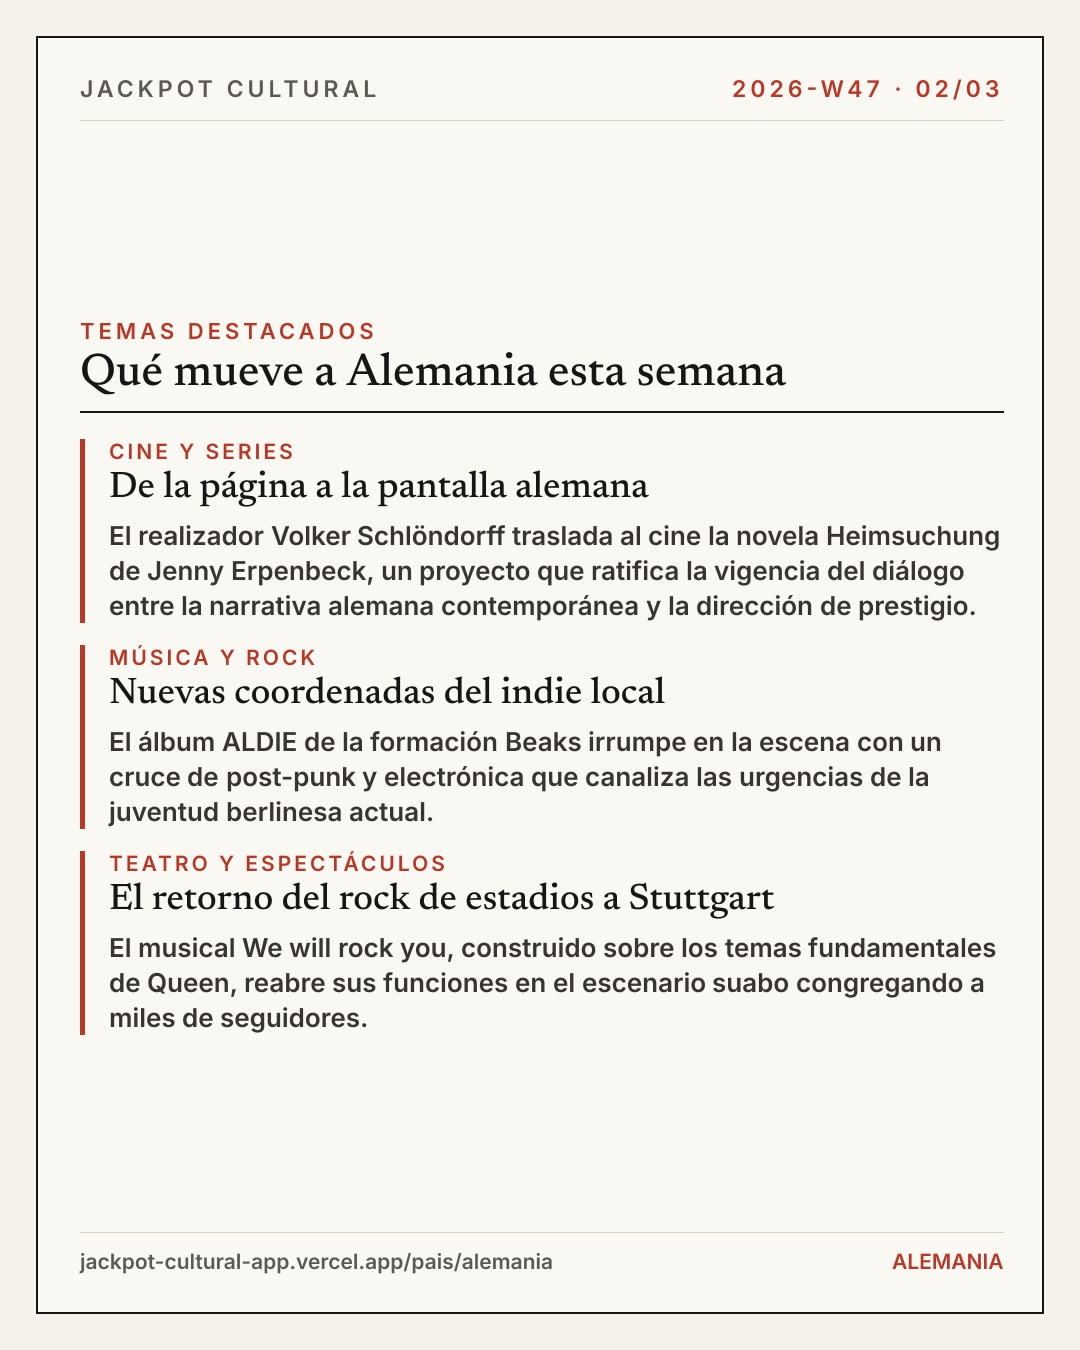 JACKPOT CULTURAL
2026-W47 · 02/03
TEMAS DESTACADOS
Qué mueve a Alemania esta semana
CINE Y SERIES
De la página a la pantalla alemana
El realizador Volker Schlöndorff traslada al cine la novela Heimsuchung
de Jenny Erpenbeck, un proyecto que ratifica la vigencia del diálogo
entre la narrativa alemana contemporánea y la dirección de prestigio.
MÚSICA Y ROCK
Nuevas coordenadas del indie local
El álbum ALDIE de la formación Beaks irrumpe en la escena con un
cruce de post-punk y electrónica que canaliza las urgencias de la
juventud berlinesa actual.
TEATRO Y ESPECTÁCULOS
El retorno del rock de estadios a Stuttgart
El musical We will rock you, construido sobre los temas fundamentales
de Queen, reabre sus funciones en el escenario suabo congregando a
miles de seguidores.
jackpot-cultural-app.vercel.app/pais/alemania
ALEMANIA